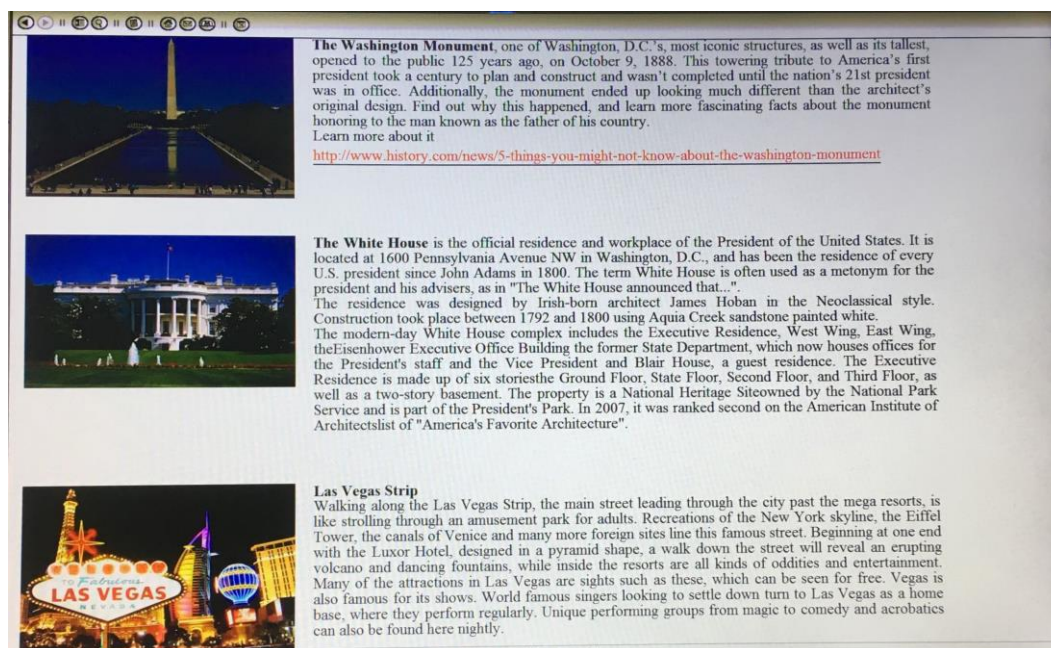 The Washington Monument, one of Washington, D.C.'s, most iconic structures, as well as its tallest,
opened to the public 125 years ago, on October 9, 1888. This towering tribute to America's first
president took a century to plan and construct and wasn't completed until the nation's 21st president
was in office. Additionally, the monument ended up looking much different than the architect's
original design. Find out why this happened, and learn more fascinating facts about the monument
honoring to the man known as the father of his country.
Learn more about it
http://www.history.com/news/5-things-you-might-not-know-about-the-washington-monument
The White House is the official residence and workplace of the President of the United States. It is
located at 1600 Pennsylvania Avenue NW in Washington, D.C., and has been the residence of every
U.S. president since John Adams in 1800. The term White House is often used as a metonym for the
president and his advisers, as in "The White House announced that...".
The residence was designed by Irish-born architect James Hoban in the Neoclassical style.
Construction took place between 1792 and 1800 using Aquia Creek sandstone painted white.
The modern-day White House complex includes the Executive Residence, West Wing, East Wing,
theEisenhower Executive Office Building the former State Department, which now houses offices for
the President's staff and the Vice President and Blair House, a guest residence. The Executive
Residence is made up of six storiesthe Ground Floor, State Floor, Second Floor, and Third Floor, as
well as a two-story basement. The property is a National Heritage Siteowned by the National Park
Service and is part of the President's Park. In 2007, it was ranked second on the American Institute of
Architectslist of "America's Favorite Architecture".
TO Fabulous
LAS VEGAS
NEVADA
Las Vegas Strip
Walking along the Las Vegas Strip, the main street leading through the city past the mega resorts, is
like strolling through an amusement park for adults. Recreations of the New York skyline, the Eiffel
Tower, the canals of Venice and many more foreign sites line this famous street. Beginning at one end
with the Luxor Hotel, designed in a pyramid shape, a walk down the street will reveal an erupting
volcano and dancing fountains, while inside the resorts are all kinds of oddities and entertainment.
Many of the attractions in Las Vegas are sights such as these, which can be seen for free. Vegas is
also famous for its shows. World famous singers looking to settle down turn to Las Vegas as a home
base, where they perform regularly. Unique performing groups from magic to comedy and acrobatics
can also be found here nightly.